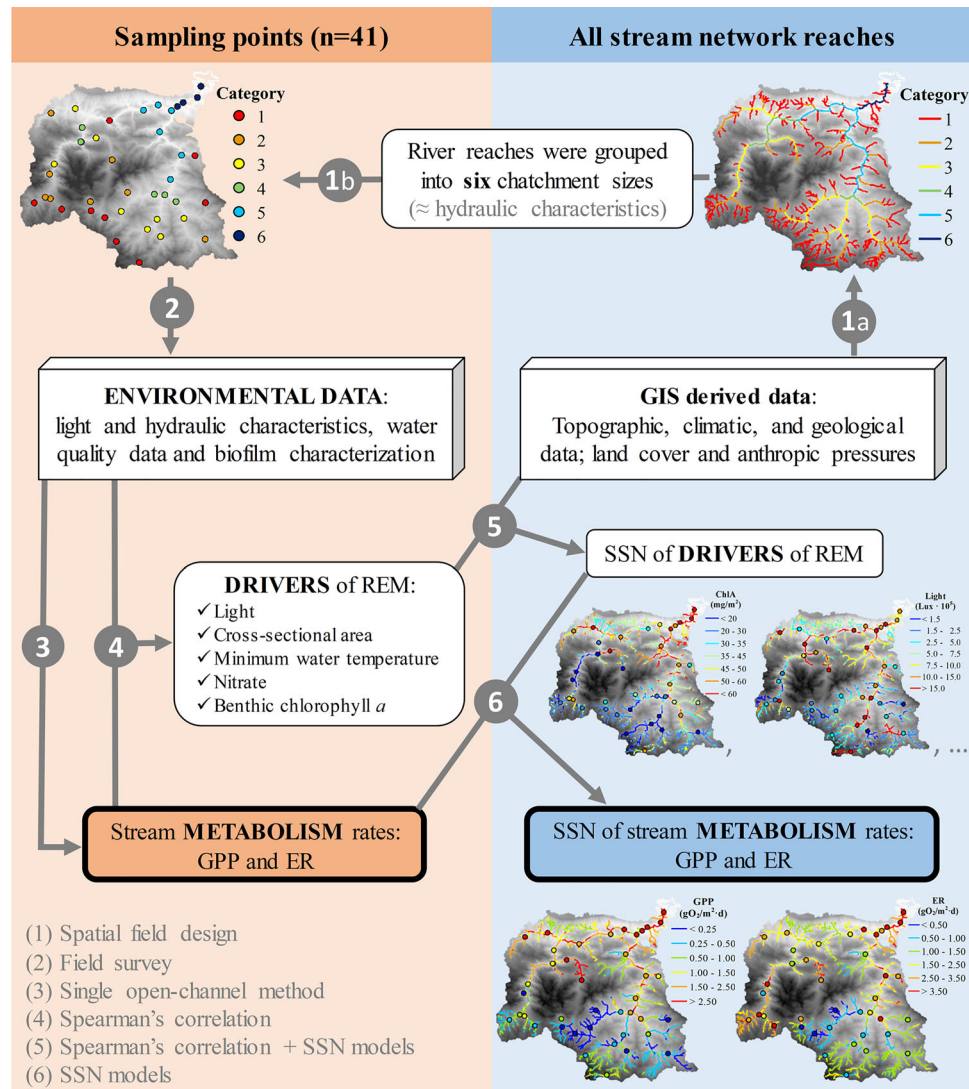 Sampling points (n=41)
All stream network reaches
Category
1
2
3
4
5
6
1b
River reaches were grouped
into six chatchment sizes
(≈ hydraulic characteristics)
Category
1
2
3
4
5
6
2
1a
ENVIRONMENTAL DATA:
light and hydraulic characteristics, water
quality data and biofilm characterization
GIS derived data:
Topographic, climatic, and geological
data; land cover and anthropic pressures
5
SSN of DRIVERS of REM
3
4
DRIVERS of REM:
✓ Light
✓ Cross-sectional area
✓ Minimum water temperature
✓ Nitrate
✓ Benthic chlorophyll a
6
ChlA
(mg/m²)
< 20
20 - 30
30 - 35
35 - 45
45 - 50
50 - 60
< 60
,
Light
(Lux · 10⁵)
< 1.5
1.5 - 2.5
2.5 - 5.0
5.0 - 7.5
7.5 - 10.0
10.0 - 15.0
> 15.0
, ...
Stream METABOLISM rates:
GPP and ER
SSN of stream METABOLISM rates:
GPP and ER
GPP
(gO₂/m²·d)
< 0.25
0.25 - 0.50
0.50 - 1.00
1.00 - 1.50
1.50 - 2.50
> 2.50
ER
(gO₂/m²·d)
< 0.50
0.50 - 1.00
1.00 - 1.50
1.50 - 2.50
2.50 - 3.50
> 3.50
(1) Spatial field design
(2) Field survey
(3) Single open-channel method
(4) Spearman's correlation
(5) Spearman's correlation + SSN models
(6) SSN models